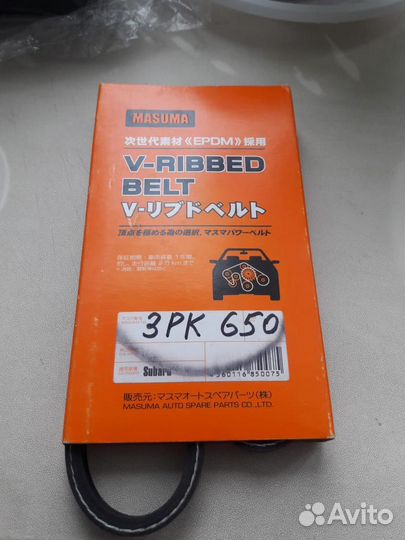 MASUMA
次世代素材《EPDM》採用
V-RIBBED
BELT
V-リブドベルト
頂点を極める為の選択、マスマパワーベルト
3PK 650
Subaru
560116850075
販売元:マスマオートスペアパーツ(株)
MASUMA AUTO SPARE PARTS CO.,LTD.
Avito